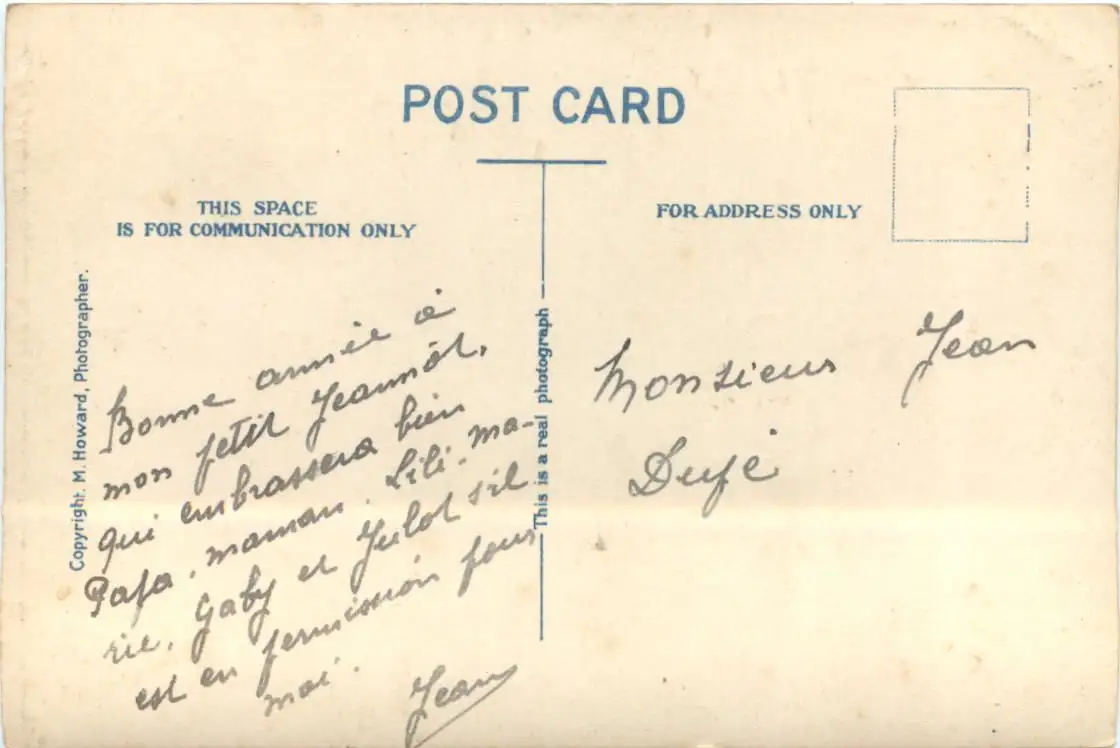 POST CARD
THIS SPACE
IS FOR COMMUNICATION ONLY
FOR ADDRESS ONLY
Copyright. M. Howard, Photographer.
This is a real photograph
Bonne année à
mon petit Jeannot,
qui embrassera bien
Papa, maman. Lili-ma-
rie, Gaby et Julot s'il
est en permission pour
moi.
Jean
Monsieur Jean